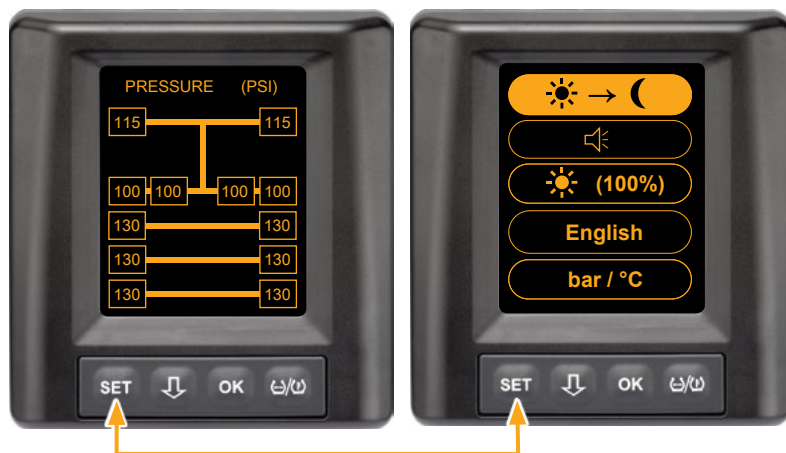 PRESSURE (PSI)
115 115
100 100 100 100
130 130
130 130
130 130
SET OK
→
(100%)
English
bar / °C
SET OK